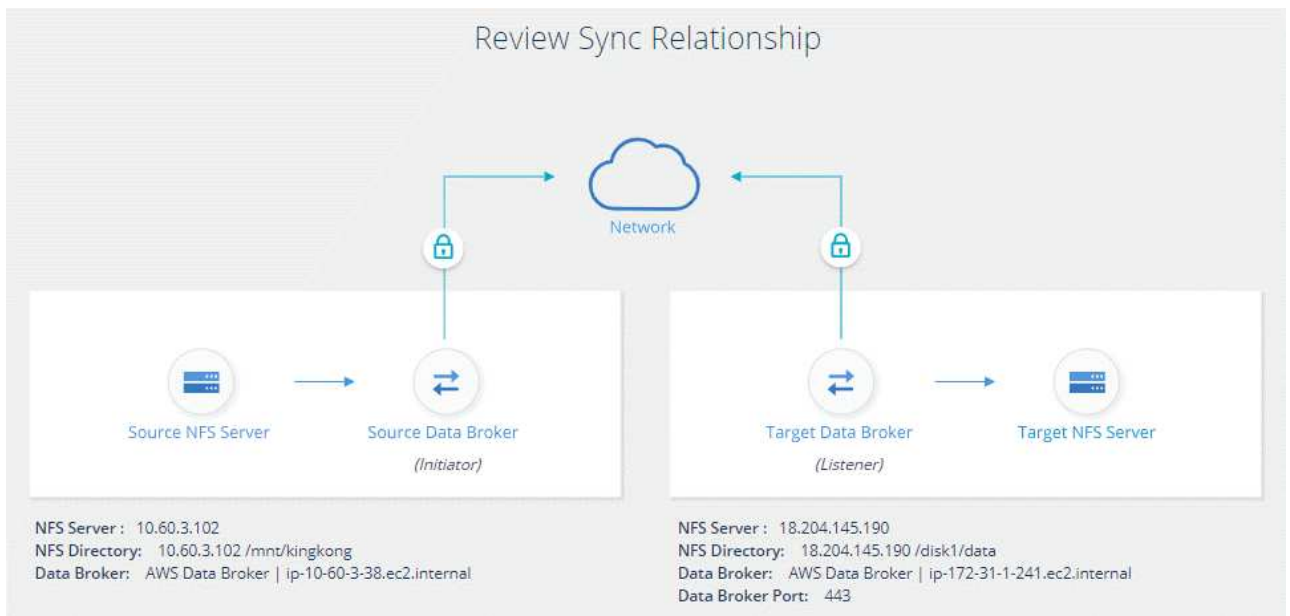 Review Sync Relationship
Network
Source NFS Server
Source Data Broker
(Initiator)
Target Data Broker
(Listener)
Target NFS Server
NFS Server : 10.60.3.102
NFS Directory: 10.60.3.102 /mnt/kingkong
Data Broker: AWS Data Broker | ip-10-60-3-38.ec2.internal
NFS Server : 18.204.145.190
NFS Directory: 18.204.145.190 /disk1/data
Data Broker: AWS Data Broker | ip-172-31-1-241.ec2.internal
Data Broker Port: 443